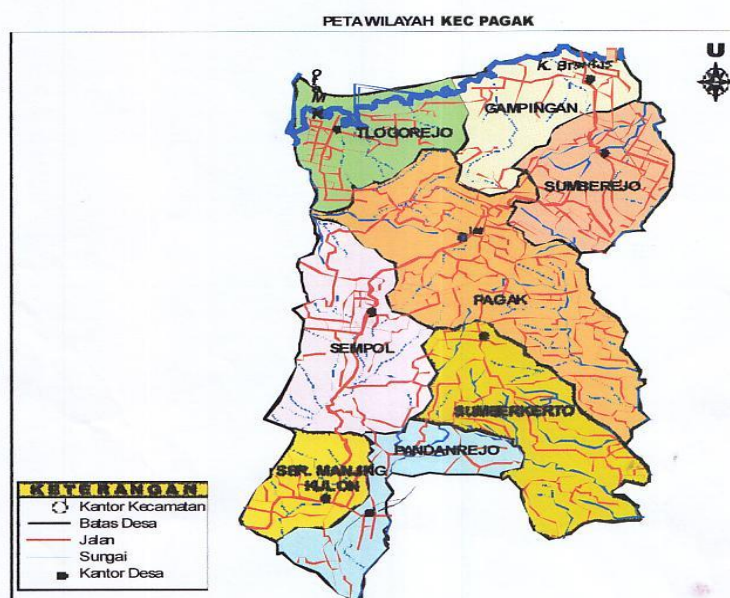 PETA WILAYAH KEC PAGAK
U
K. Brantas
GAMPINGAN
TLOGOREJO
SUMBEREJO
PAGAK
SEMPOL
SUMBERKERTO
PANDANREJO
SBR. MANJING
KULON
KETERANGAN
Kantor Kecamatan
Batas Desa
Jalan
Sungai
Kantor Desa